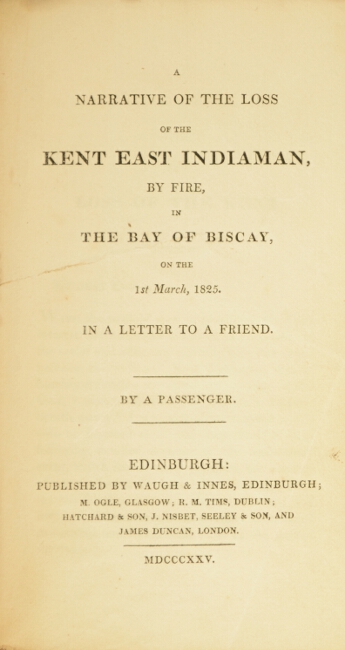 A
NARRATIVE OF THE LOSS
OF THE
KENT EAST INDIAMAN,
BY FIRE,
IN
THE BAY OF BISCAY,
ON THE
1st March, 1825.
IN A LETTER TO A FRIEND.
BY A PASSENGER.
EDINBURGH:
PUBLISHED BY WAUGH & INNES, EDINBURGH;
M. OGLE, GLASGOW; R. M. TIMS, DUBLIN;
HATCHARD & SON, J. NISBET, SEELEY & SON, AND
JAMES DUNCAN, LONDON.
MDCCCXXV.